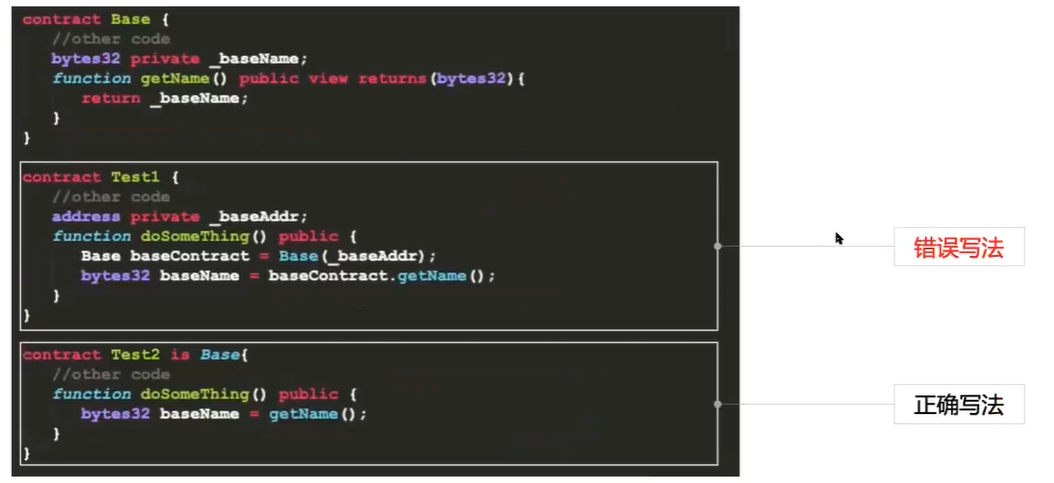 contract Base {
//other code
bytes32 private _baseName;
function getName() public view returns(bytes32){
return _baseName;
}
}
contract Test1 {
//other code
address private _baseAddr;
function doSomeThing() public {
Base baseContract = Base(_baseAddr);
bytes32 baseName = baseContract.getName();
}
}
错误写法
contract Test2 is Base{
//other code
function doSomeThing() public {
bytes32 baseName = getName();
}
}
正确写法